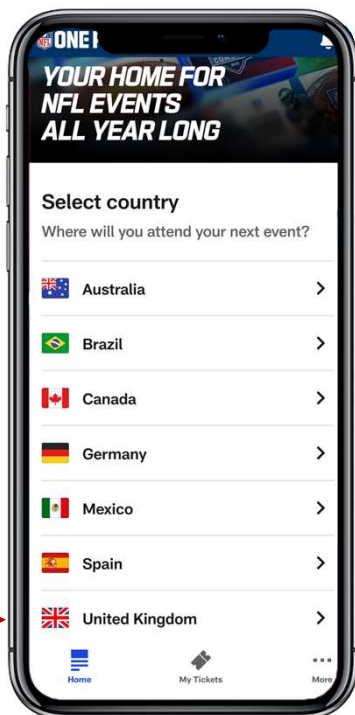 NFL ONE
YOUR HOME FOR
NFL EVENTS
ALL YEAR LONG
Select country
Where will you attend your next event?
Australia
Brazil
Canada
Germany
Mexico
Spain
United Kingdom
Home
My Tickets
More